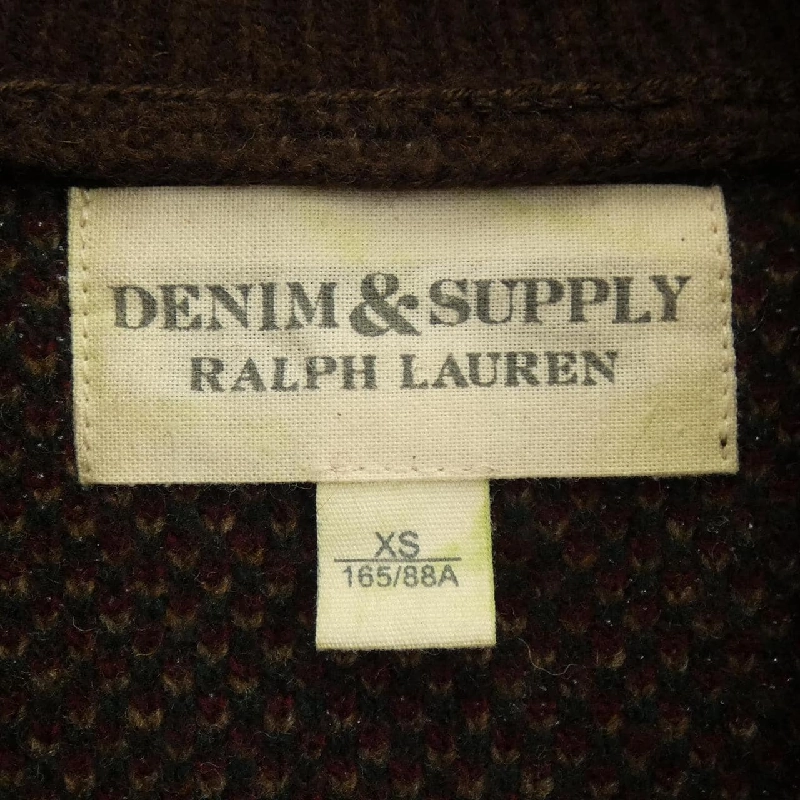 DENIM & SUPPLY
RALPH LAUREN
XS
165/88A